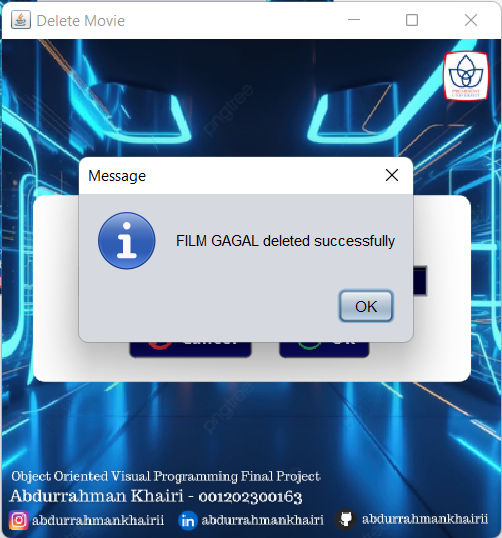 Delete Movie
Message
FILM GAGAL deleted successfully
OK
Object Oriented Visual Programming Final Project
Abdurrahman Khairi - 001202300163
abdurrahmankhairii
abdurrahmankhairi
abdurrahmankhairii